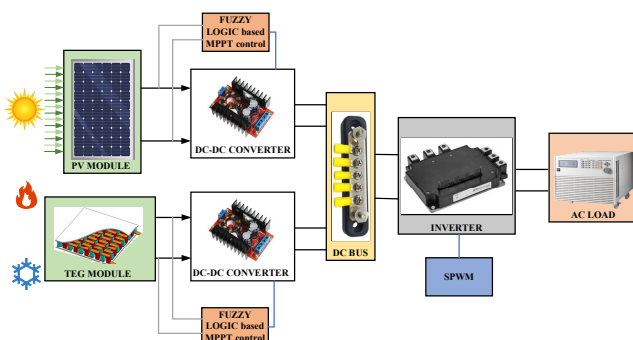 FUZZY
LOGIC based
MPPT control
PV MODULE
DC-DC CONVERTER
TEG MODULE
DC-DC CONVERTER
FUZZY
LOGIC based
MPPT control
DC BUS
INVERTER
SPWM
AC LOAD